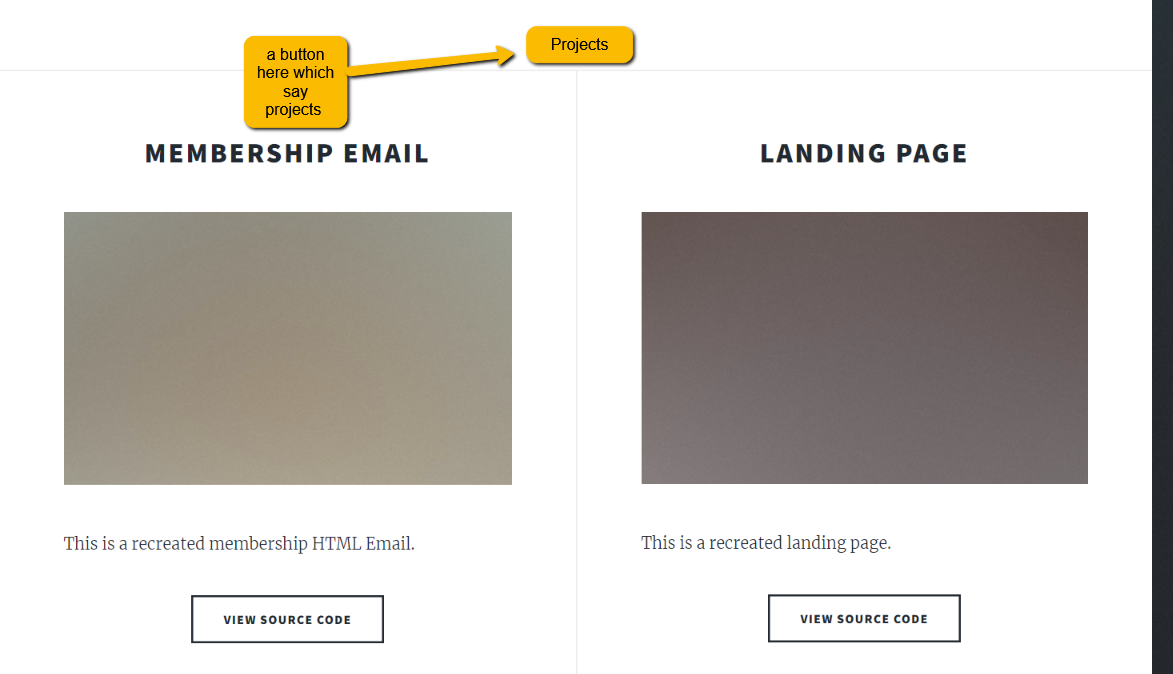 a button
here which
say
projects
Projects
MEMBERSHIP EMAIL
LANDING PAGE
This is a recreated membership HTML Email.
This is a recreated landing page.
VIEW SOURCE CODE
VIEW SOURCE CODE